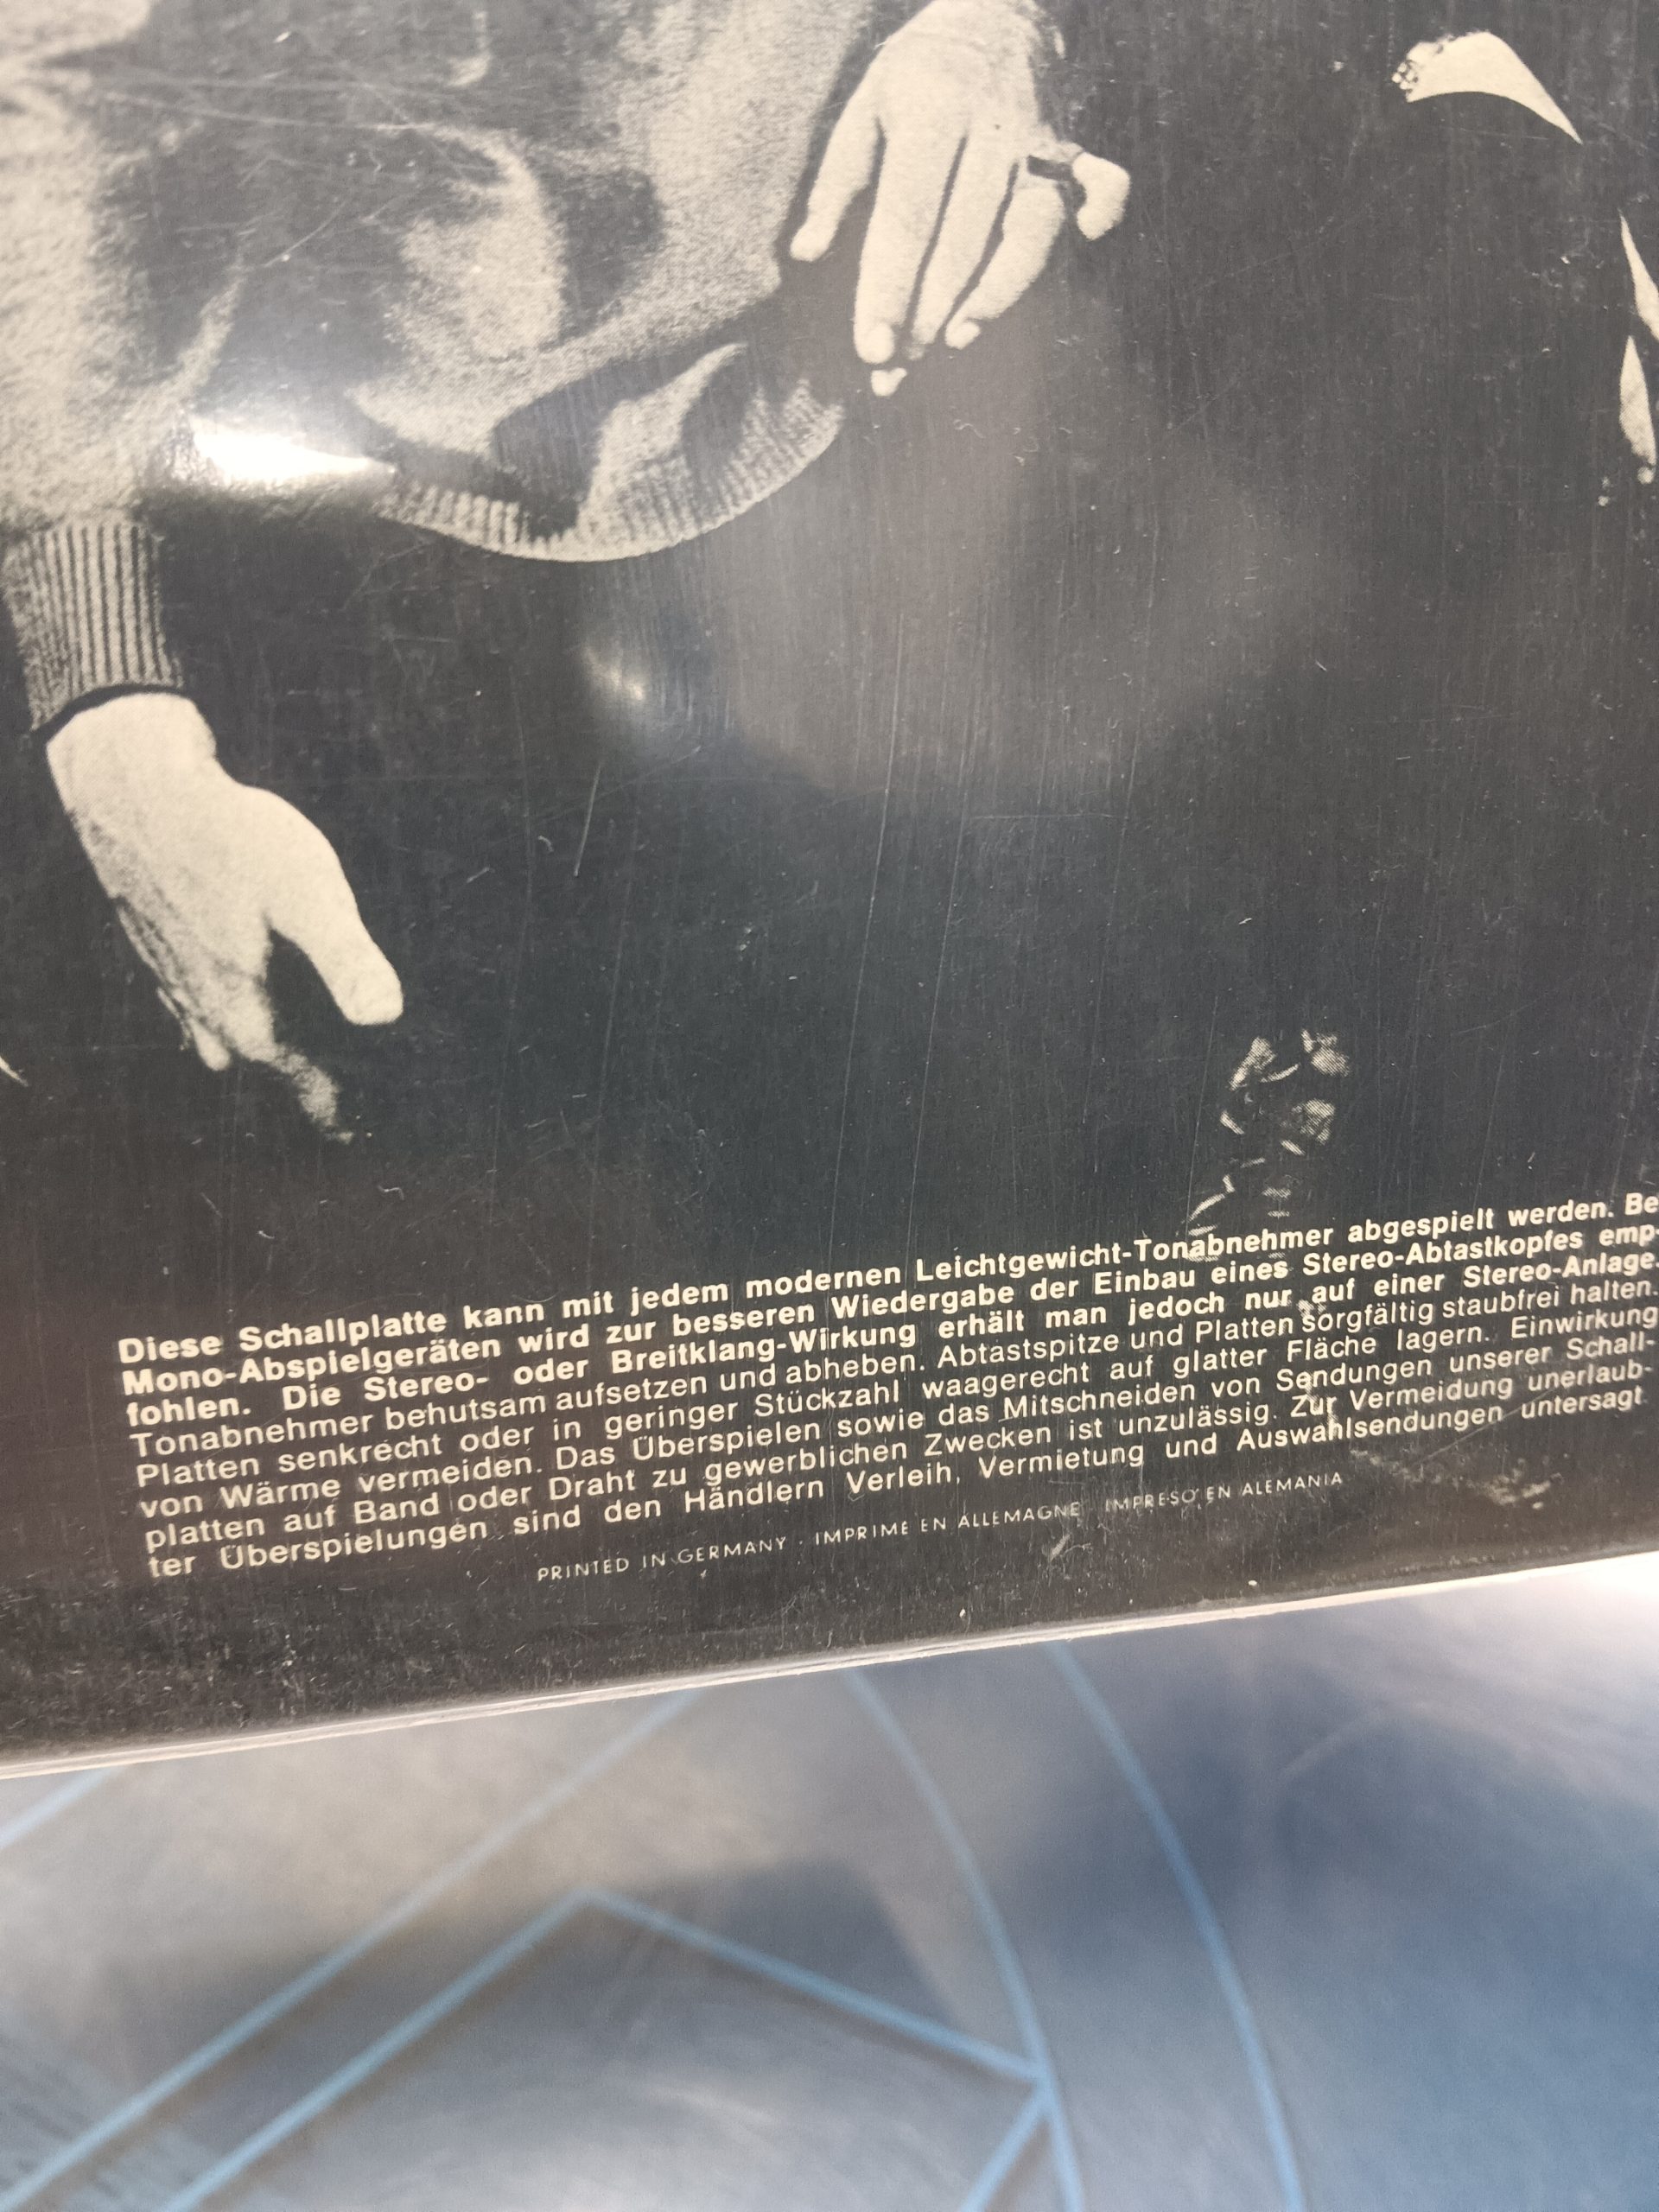 Diese Schallplatte kann mit jedem modernen Leichtgewicht-Tonabnehmer abgespielt werden. Be
Mono-Abspielgeräten wird zur besseren Wiedergabe der Einbau eines Stereo-Abtastkopfes emp-
fohlen. Die Stereo- oder Breitklang-Wirkung erhält man jedoch nur auf einer Stereo-Anlage.
Tonabnehmer behutsam aufsetzen und abheben. Abtastspitze und Platten sorgfältig staubfrei halten.
Platten senkrecht oder in geringer Stückzahl waagerecht auf glatter Fläche lagern. Einwirkung
von Wärme vermeiden. Das Überspielen sowie das Mitschneiden von Sendungen unserer Schall-
platten auf Band oder Draht zu gewerblichen Zwecken ist unzulässig. Zur Vermeidung unerlaub-
ter Überspielungen sind den Händlern Verleih, Vermietung und Auswahlsendungen untersagt.
PRINTED IN GERMANY · IMPRIMÉ EN ALLEMAGNE · IMPRESO EN ALEMANIA